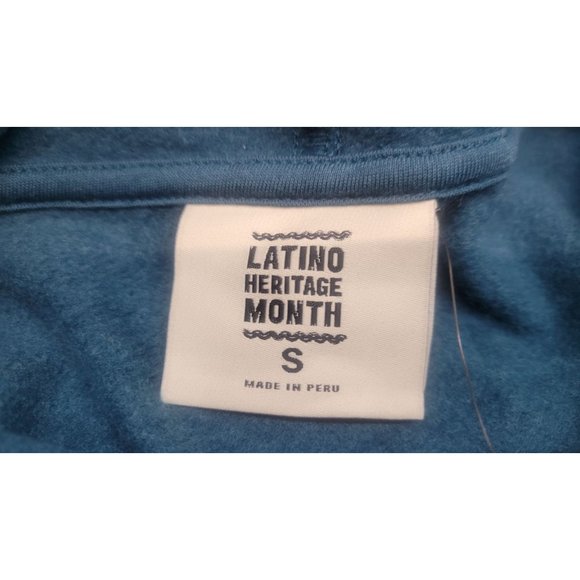 LATINO
HERITAGE
MONTH
S
MADE IN PERU